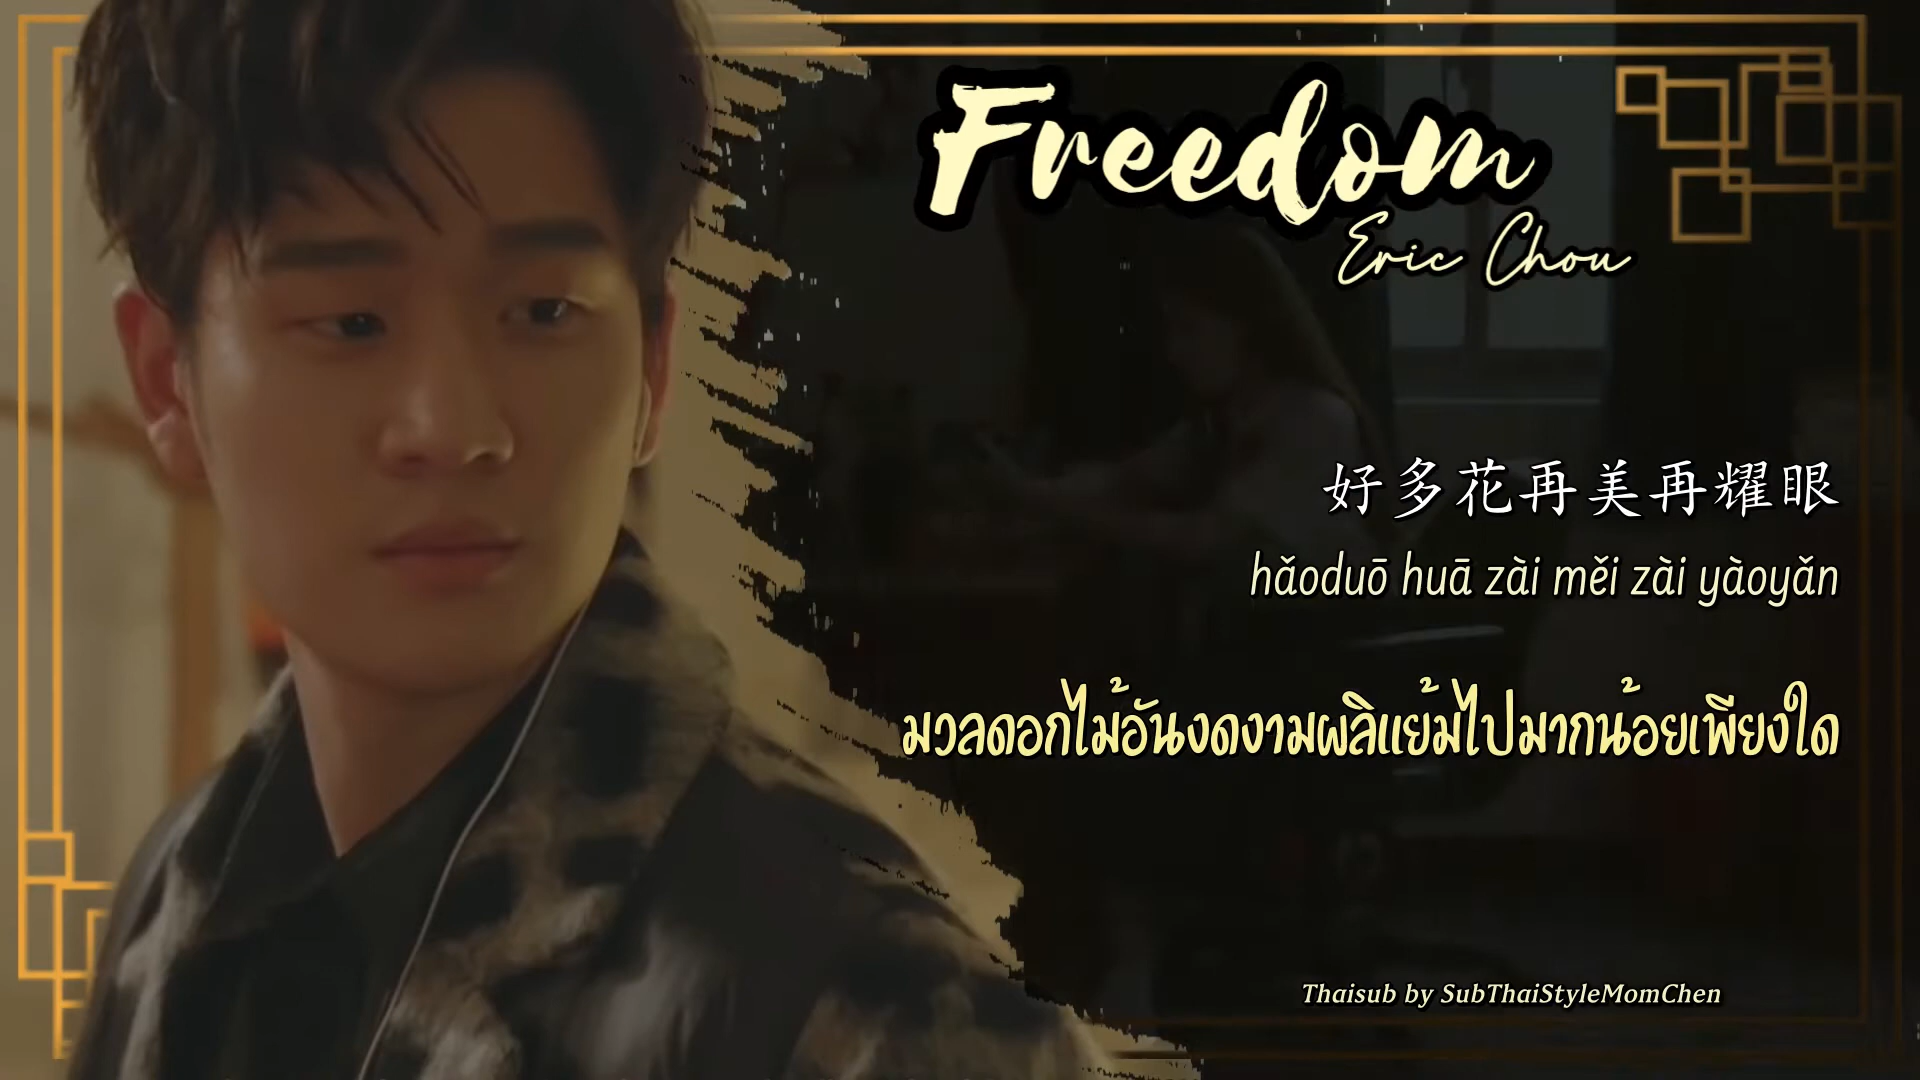 Freedom
Eric Chou
好多花再美再耀眼
hǎoduō huā zài měi zài yàoyǎn
มวลดอกไม้อันงดงามผลิแย้มไปมากน้อยเพียงใด
Thaisub by SubThaiStyleMomChen